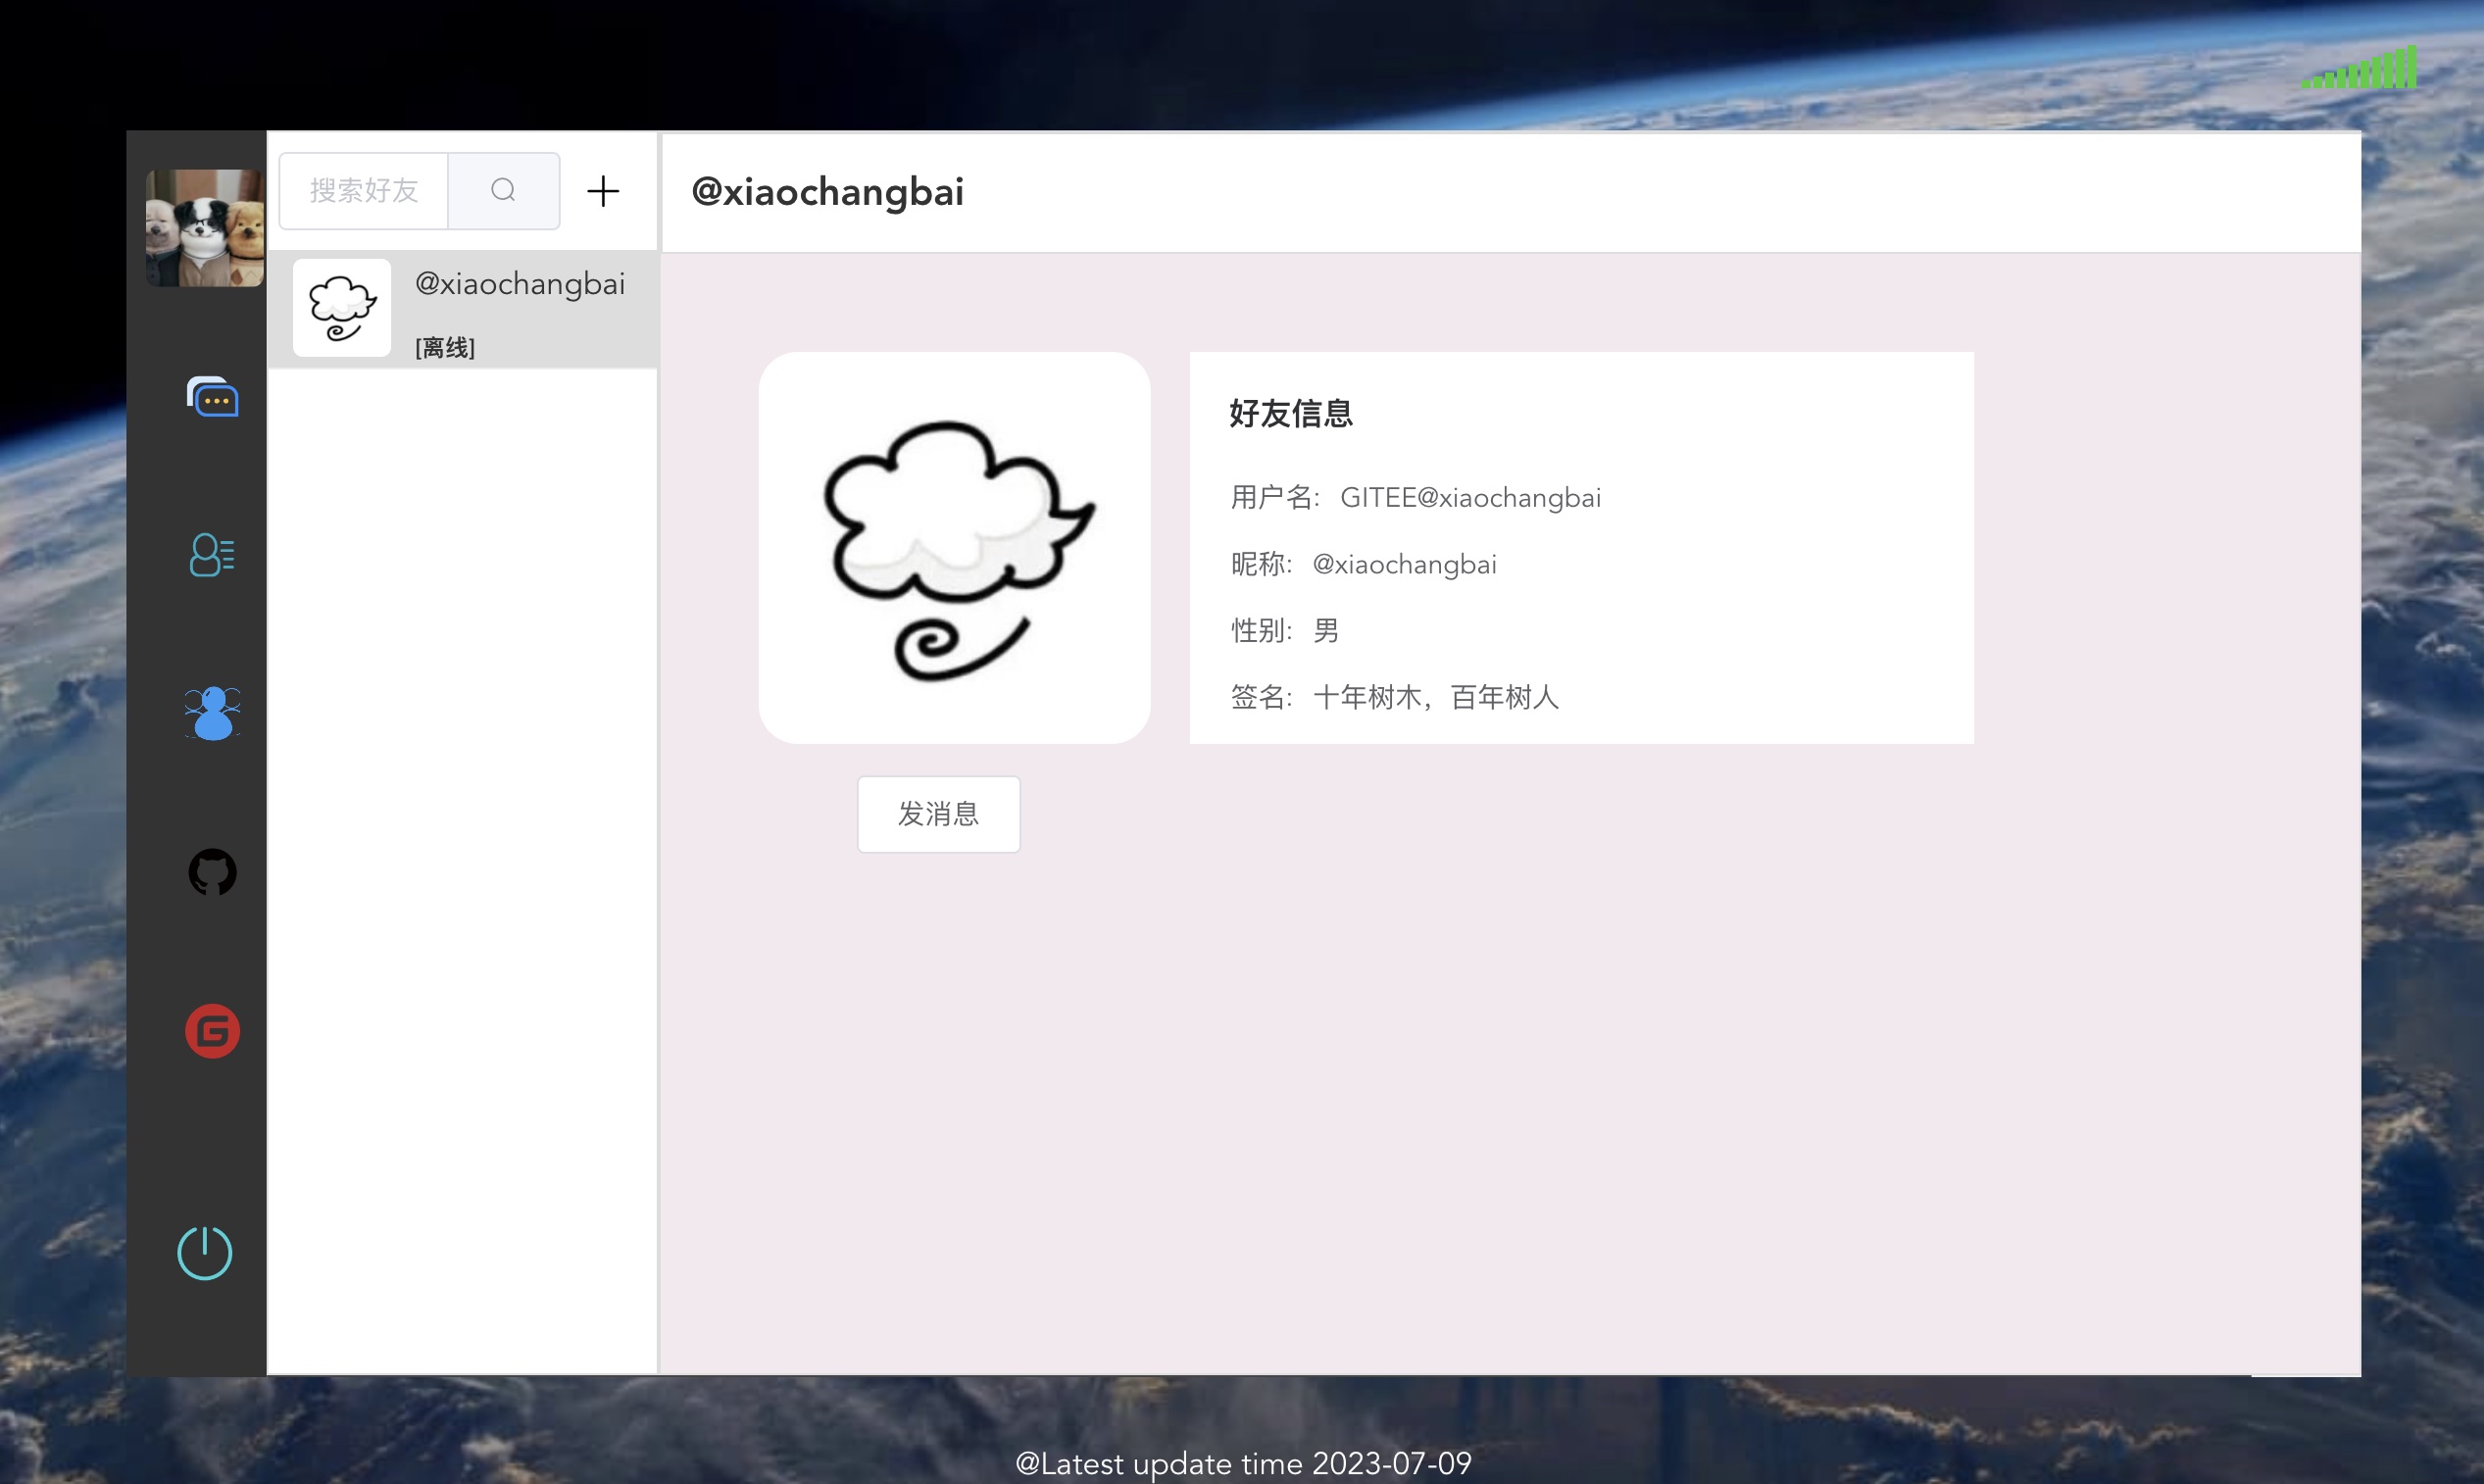 搜索好友
@xiaochangbai
[离线]
@xiaochangbai
好友信息
用户名: GITEE@xiaochangbai
昵称: @xiaochangbai
性别: 男
签名: 十年树木，百年树人
发消息
@Latest update time 2023-07-09